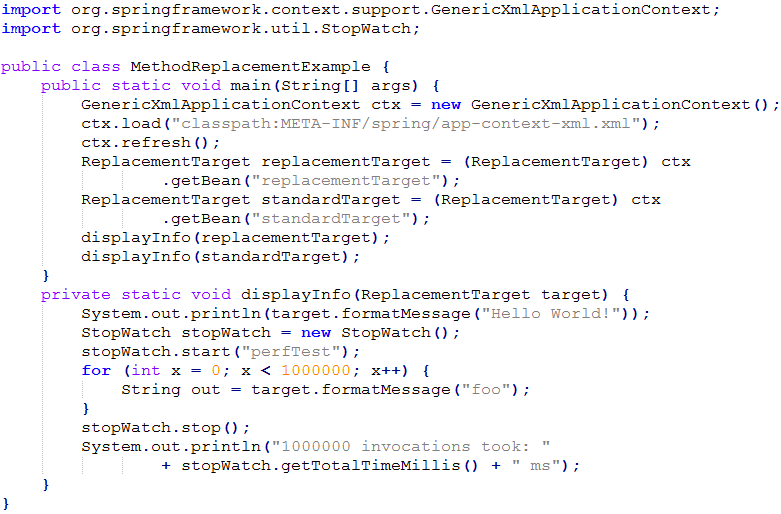 import org.springframework.context.support.GenericXmlApplicationContext;
import org.springframework.util.StopWatch;

public class MethodReplacementExample {
    public static void main(String[] args) {
        GenericXmlApplicationContext ctx = new GenericXmlApplicationContext();
        ctx.load("classpath:META-INF/spring/app-context-xml.xml");
        ctx.refresh();
        ReplacementTarget replacementTarget = (ReplacementTarget) ctx
                .getBean("replacementTarget");
        ReplacementTarget standardTarget = (ReplacementTarget) ctx
                .getBean("standardTarget");
        displayInfo(replacementTarget);
        displayInfo(standardTarget);
    }
    private static void displayInfo(ReplacementTarget target) {
        System.out.println(target.formatMessage("Hello World!"));
        StopWatch stopWatch = new StopWatch();
        stopWatch.start("perfTest");
        for (int x = 0; x < 1000000; x++) {
            String out = target.formatMessage("foo");
        }
        stopWatch.stop();
        System.out.println("1000000 invocations took: "
                + stopWatch.getTotalTimeMillis() + " ms");
    }
}